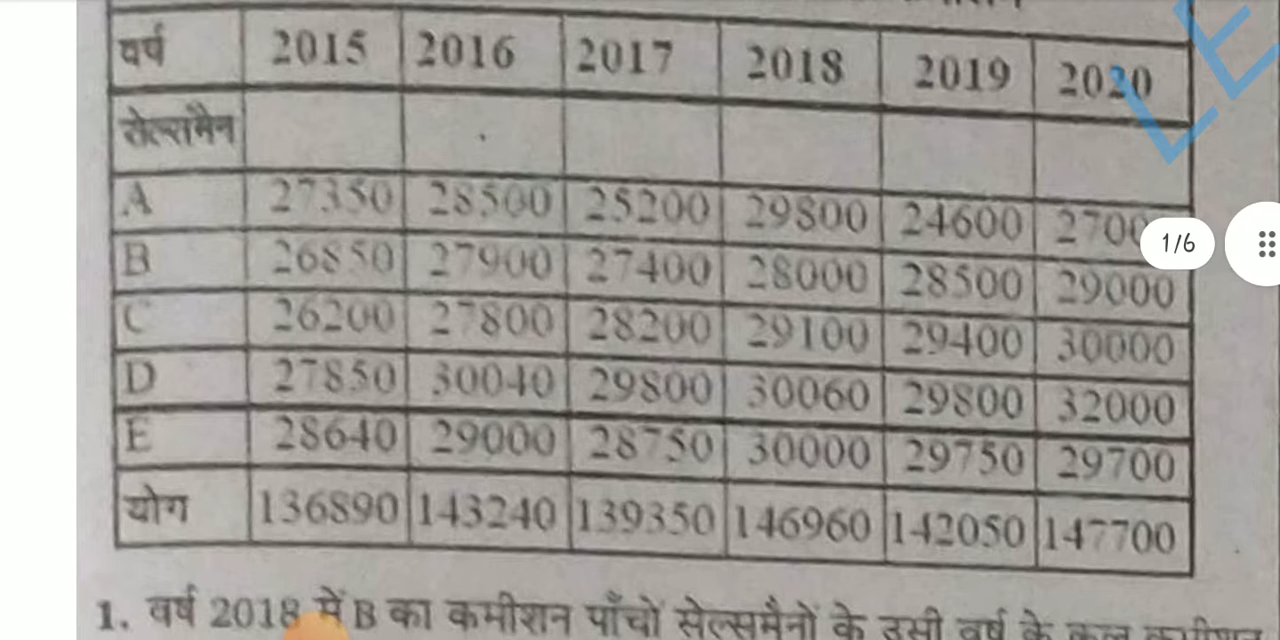 वर्ष 2015 2016 2017 2018 2019 2020
सेल्समैन
A 27350 28500 25200 29800 24600
B 26850 27900 27400 28000 28500 29000
C 26200 27800 28200 29100 29400 30000
D 27850 30040 29800 30060 29800 32000
E 28640 29000 28750 30000 29750 29700
योग 136890 143240 139350 146960 142050 147700
1. वर्ष 2018 में B का कमीशन पाँचों सेल्समैनों के उसी वर्ष के
1/6
LE